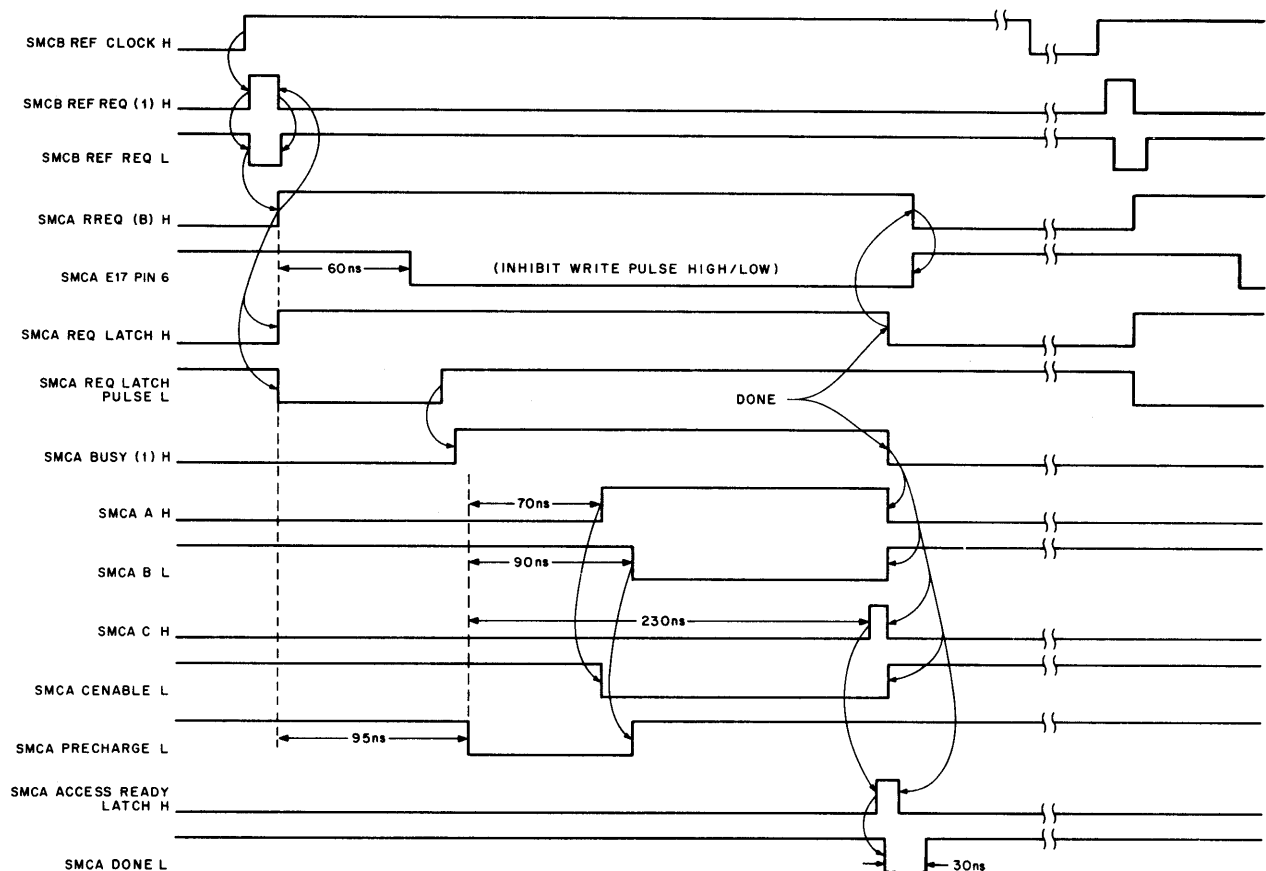 SMCB REF CLOCK H
SMCB REF REQ (1) H
SMCB REF REQ L
SMCA RREQ (B) H
SMCA E17 PIN 6
60ns
(INHIBIT WRITE PULSE HIGH/LOW)
SMCA REQ LATCH H
SMCA REQ LATCH
PULSE L
DONE
SMCA BUSY (1) H
SMCA A H
70ns
SMCA B L
90ns
SMCA C H
230ns
SMCA CENABLE L
SMCA PRECHARGE L
95ns
SMCA ACCESS READY
LATCH H
SMCA DONE L
30ns